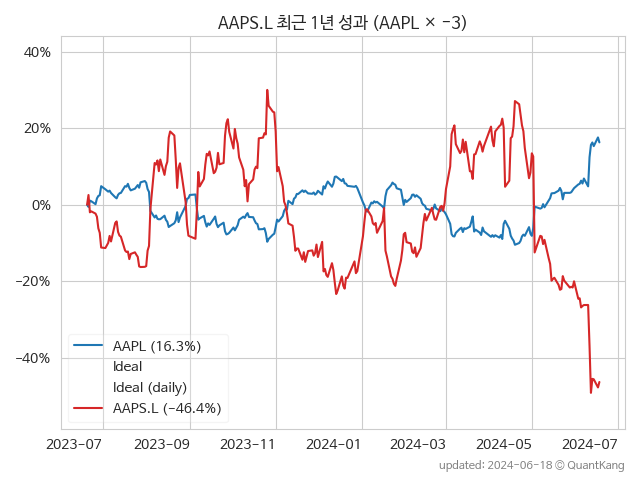 AAPS.L 최근 1년 성과 (AAPL × −3)
40%
20%
0%
−20%
−40%
AAPL (16.3%)
Ideal
Ideal (daily)
AAPS.L (−46.4%)
2023-07
2023-09
2023-11
2024-01
2024-03
2024-05
2024-07
updated: 2024-06-18 © QuantKang